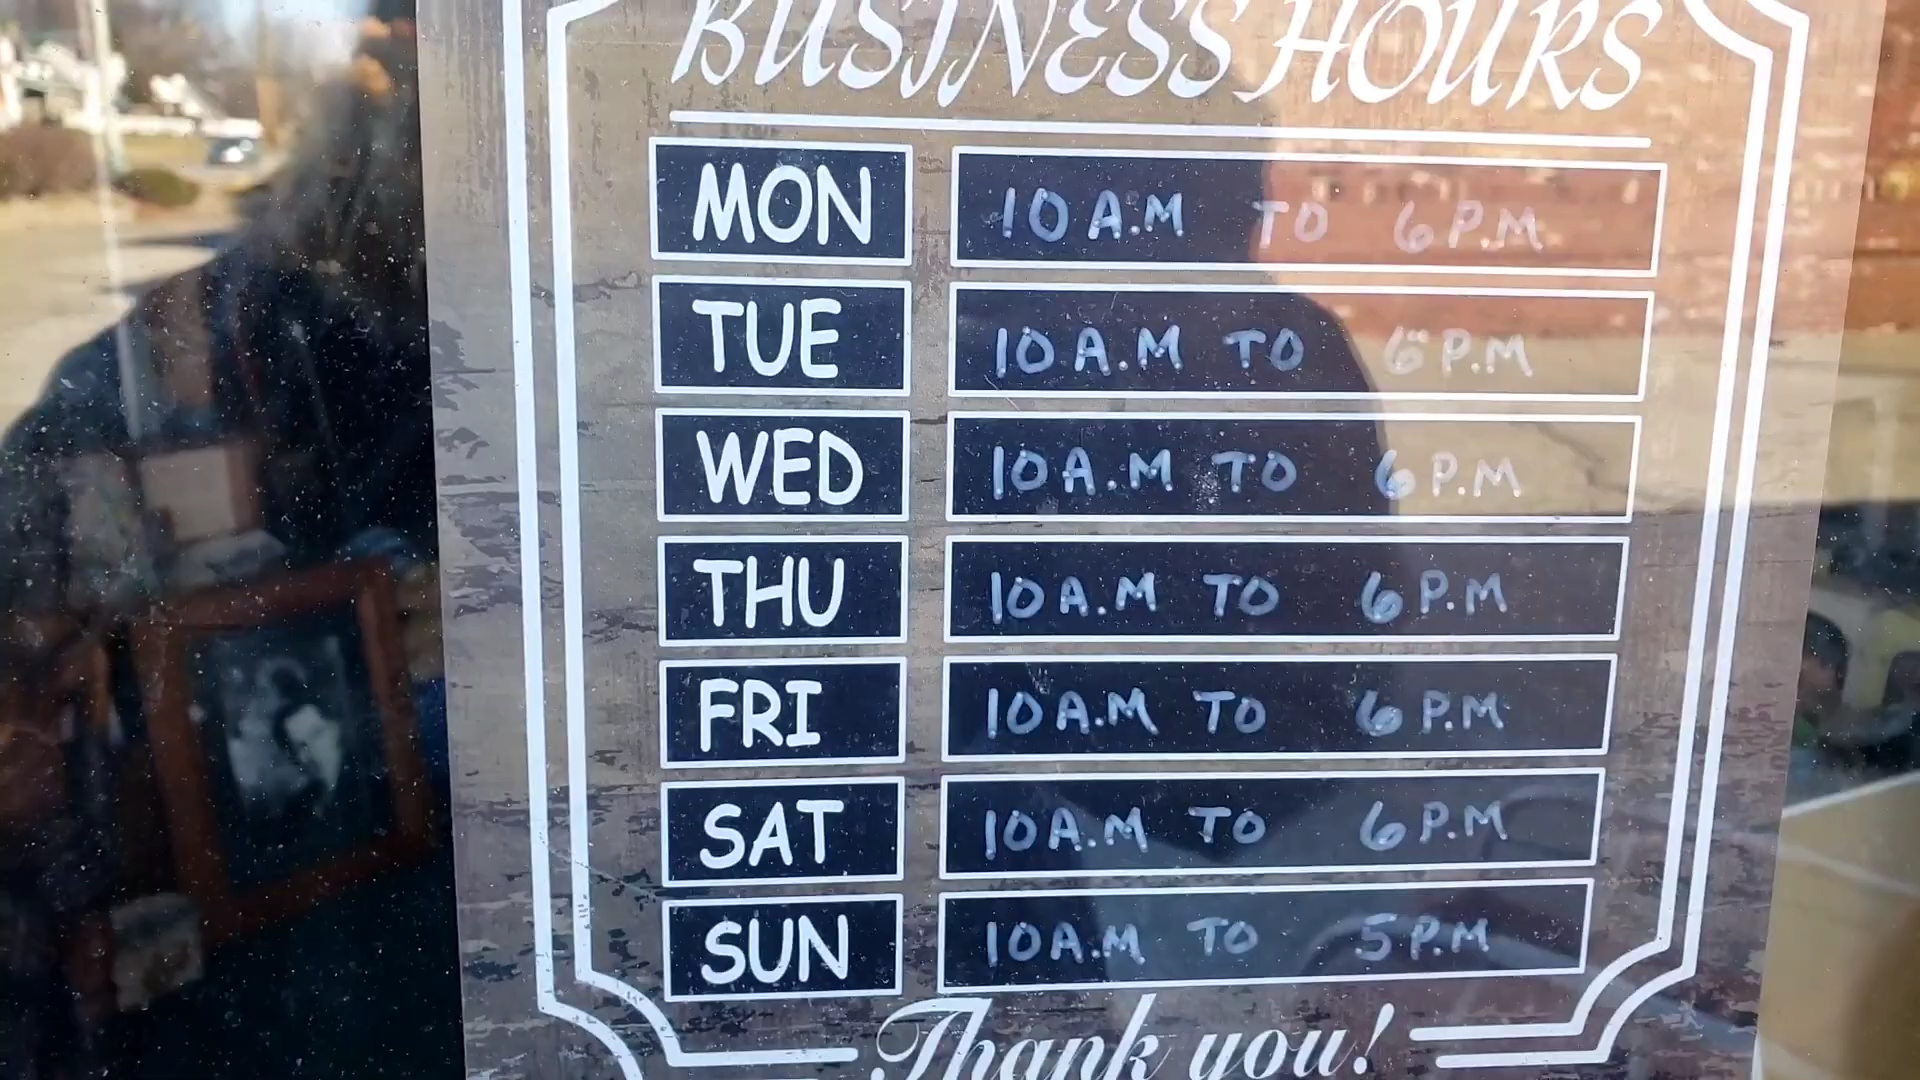 BUSINESS HOURS
MON 10 A.M TO 6 P.M
TUE 10 A.M TO 6 P.M
WED 10 A.M TO 6 P.M
THU 10 A.M TO 6 P.M
FRI 10 A.M TO 6 P.M
SAT 10 A.M TO 6 P.M
SUN 10 A.M TO 5 P.M
Thank you!